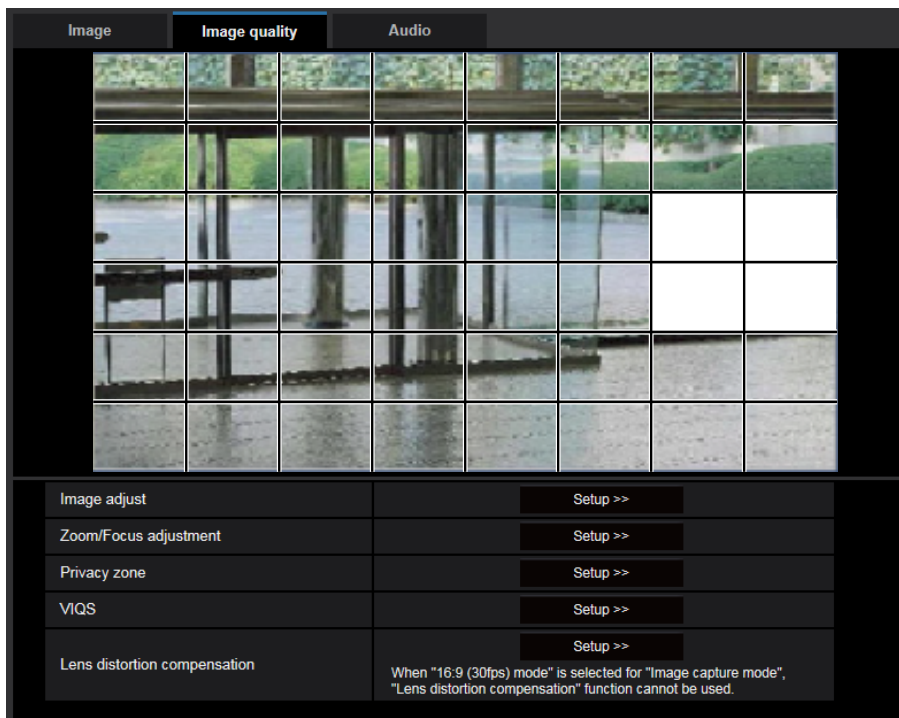 Image
Image quality
Audio
Image adjust
Setup >>
Zoom/Focus adjustment
Setup >>
Privacy zone
Setup >>
VIQS
Setup >>
Lens distortion compensation
Setup >>
When "16:9 (30fps) mode" is selected for "Image capture mode",
"Lens distortion compensation" function cannot be used.